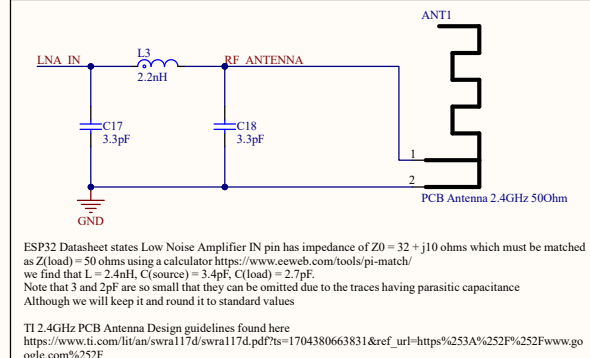 ANT1
LNA_IN
L3
RF_ANTENNA
2.2nH
C17
3.3pF
C18
3.3pF
1
2
PCB Antenna 2.4GHz 50Ohm
GND
ESP32 Datasheet states Low Noise Amplifier IN pin has impedance of Z0 = 32 + j10 ohms which must be matched
as Z(load) = 50 ohms using a calculator https://www.eeweb.com/tools/pi-match/
we find that L = 2.4nH, C(source) = 3.4pF, C(load) = 2.7pF.
Note that 3 and 2pF are so small that they can be omitted due to the traces having parasitic capacitance
Although we will keep it and round it to standard values
TI 2.4GHz PCB Antenna Design guidelines found here
https://www.ti.com/lit/an/swra117d/swra117d.pdf?ts=1704380663831&ref_url=https%253A%252F%252Fwww.go
ogle.com%252F